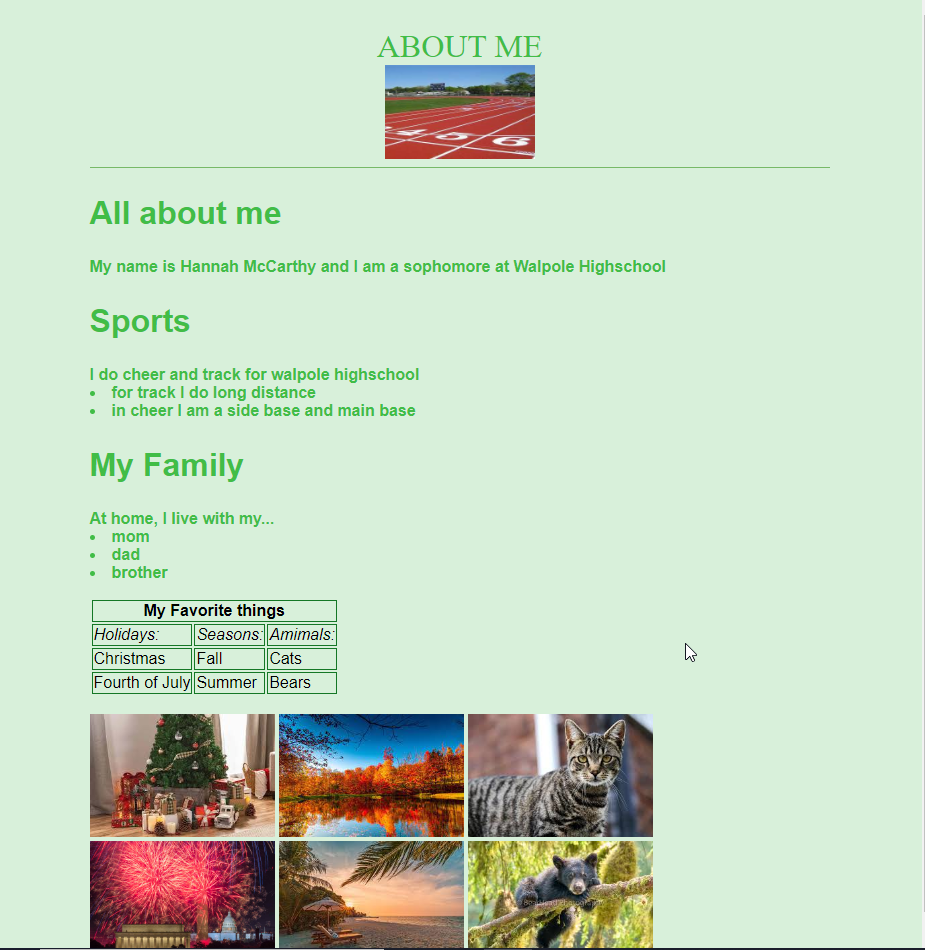 ABOUT ME
4 5 6
All about me
My name is Hannah McCarthy and I am a sophomore at Walpole Highschool
Sports
I do cheer and track for walpole highschool
• for track I do long distance
• in cheer I am a side base and main base
My Family
At home, I live with my...
• mom
• dad
• brother
My Favorite things
Holidays: Seasons: Amimals:
Christmas Fall Cats
Fourth of July Summer Bears